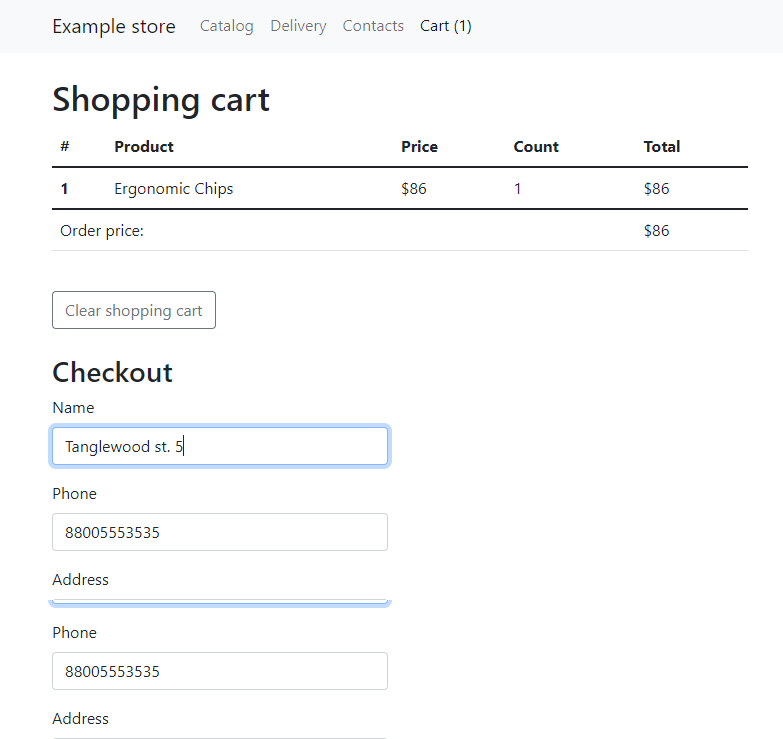 Example store Catalog Delivery Contacts Cart (1)
Shopping cart
# Product Price Count Total
1 Ergonomic Chips $86 1 $86
Order price: $86
Clear shopping cart
Checkout
Name
Tanglewood st. 5
Phone
88005553535
Address
Phone
88005553535
Address